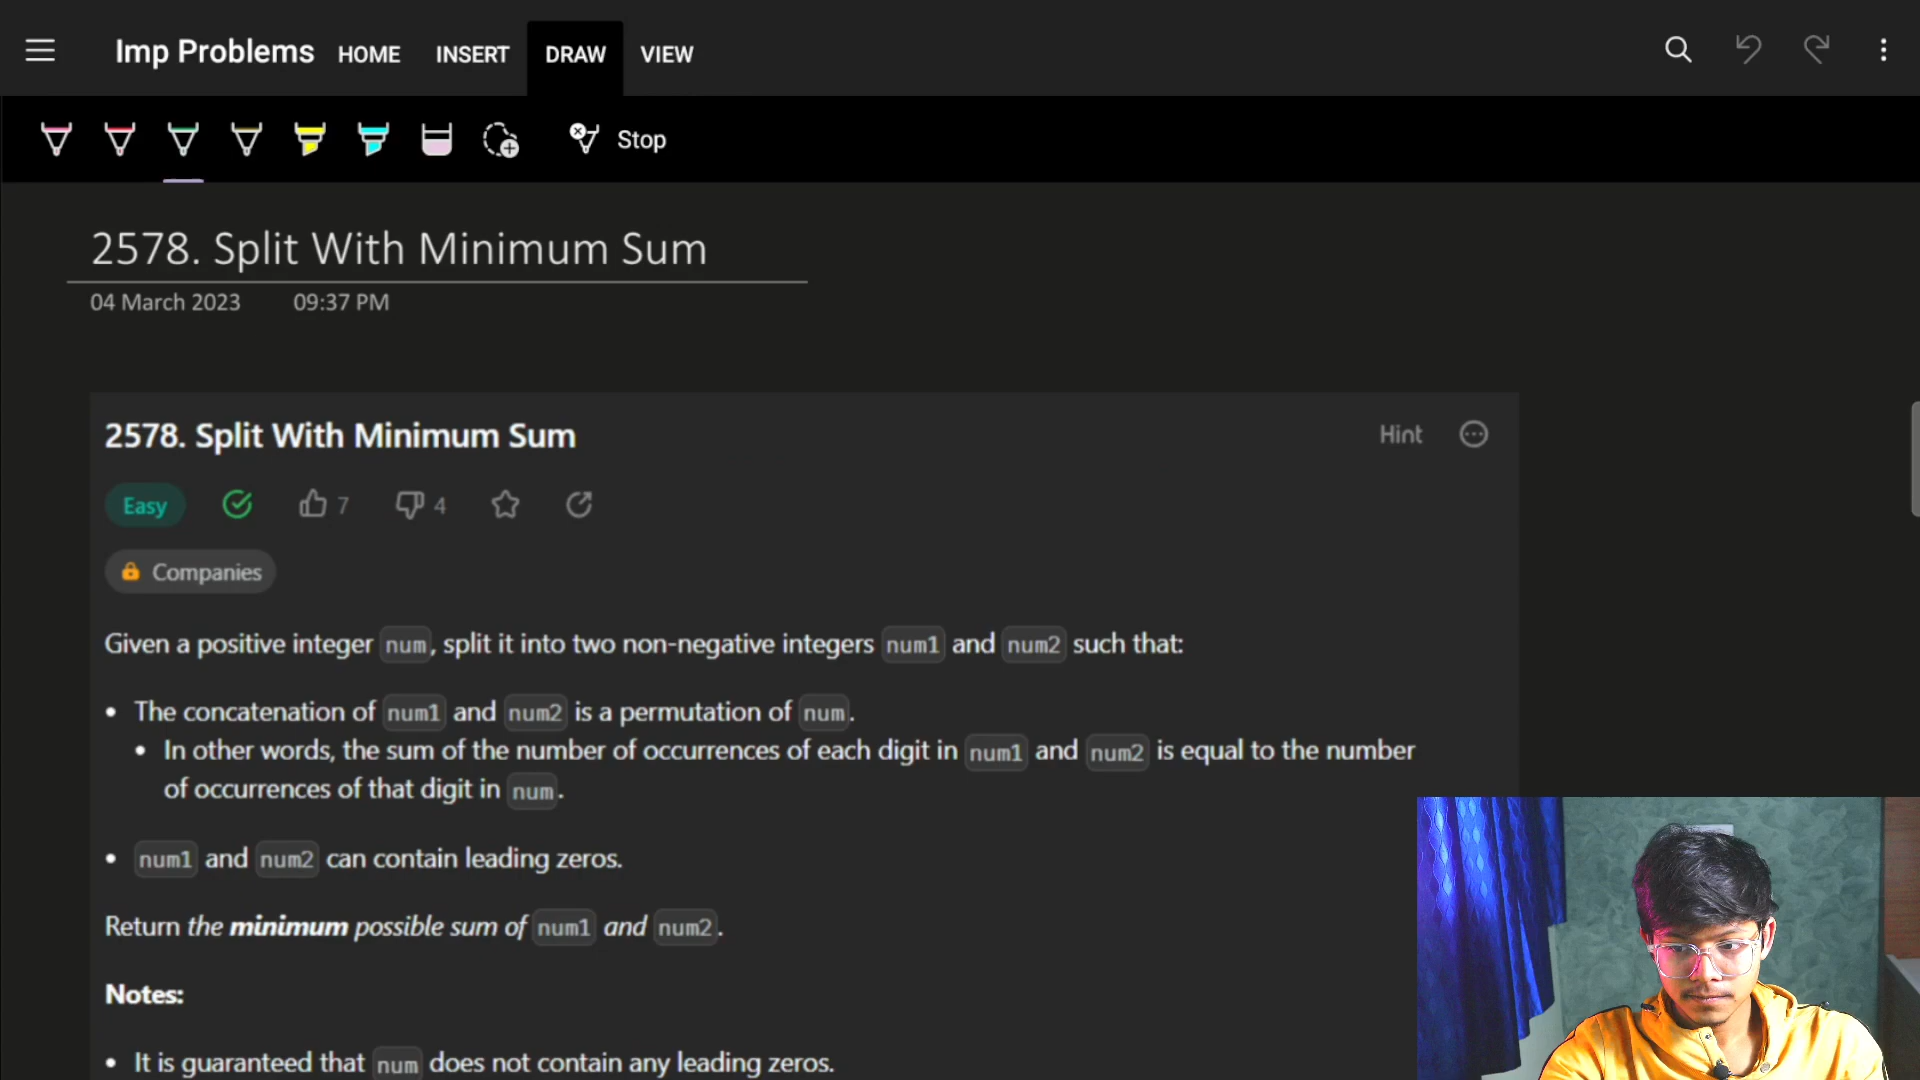 Imp Problems HOME INSERT DRAW VIEW
Stop
2578. Split With Minimum Sum
04 March 2023 09:37 PM
2578. Split With Minimum Sum Hint
Easy 7 4
Companies
Given a positive integer num, split it into two non-negative integers num1 and num2 such that:
• The concatenation of num1 and num2 is a permutation of num.
• In other words, the sum of the number of occurrences of each digit in num1 and num2 is equal to the number
of occurrences of that digit in num.
• num1 and num2 can contain leading zeros.
Return the minimum possible sum of num1 and num2.
Notes:
• It is guaranteed that num does not contain any leading zeros.